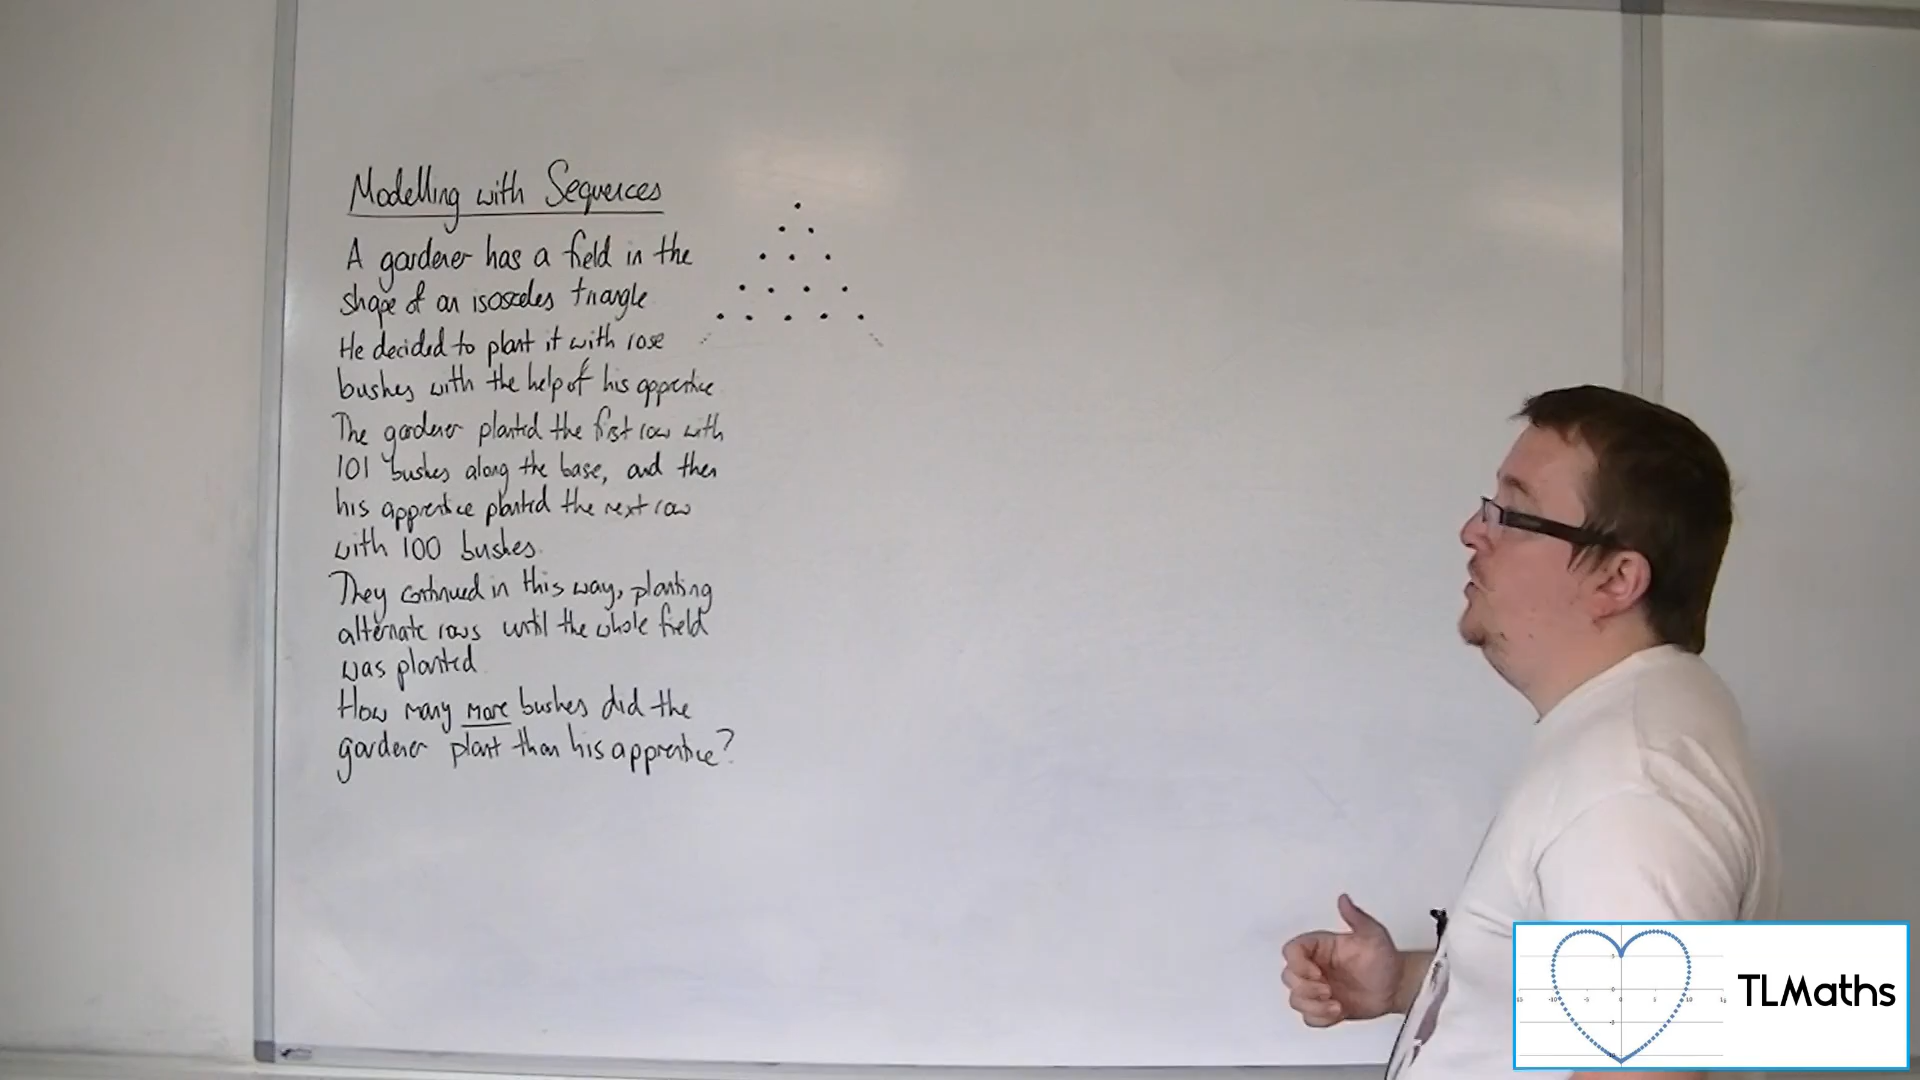 Modelling with Sequences
A gardener has a field in the
shape of an isosceles triangle
He decided to plant it with rose
bushes with the help of his apprentice
The gardener planted the first row with
101 bushes along the base, and then
his apprentice planted the next row
with 100 bushes.
They continued in this way, planting
alternate rows until the whole field
was planted.
How many more bushes did the
gardener plant than his apprentice?
TLMaths